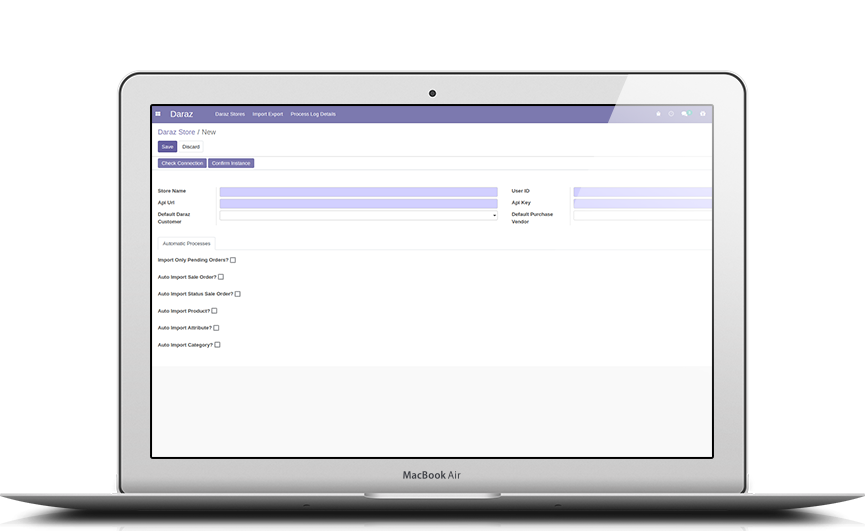 Daraz Daraz Stores Import Export Process Log Details
Daraz Store / New
Save Discard
Check Connection Confirm Instance
Store Name User ID
Api Url Api Key
Default Daraz Customer Default Purchase Vendor
Automatic Processes
Import Only Pending Orders?
Auto Import Sale Order?
Auto Import Status Sale Order?
Auto Import Product?
Auto Import Attribute?
Auto Import Category?
MacBook Air